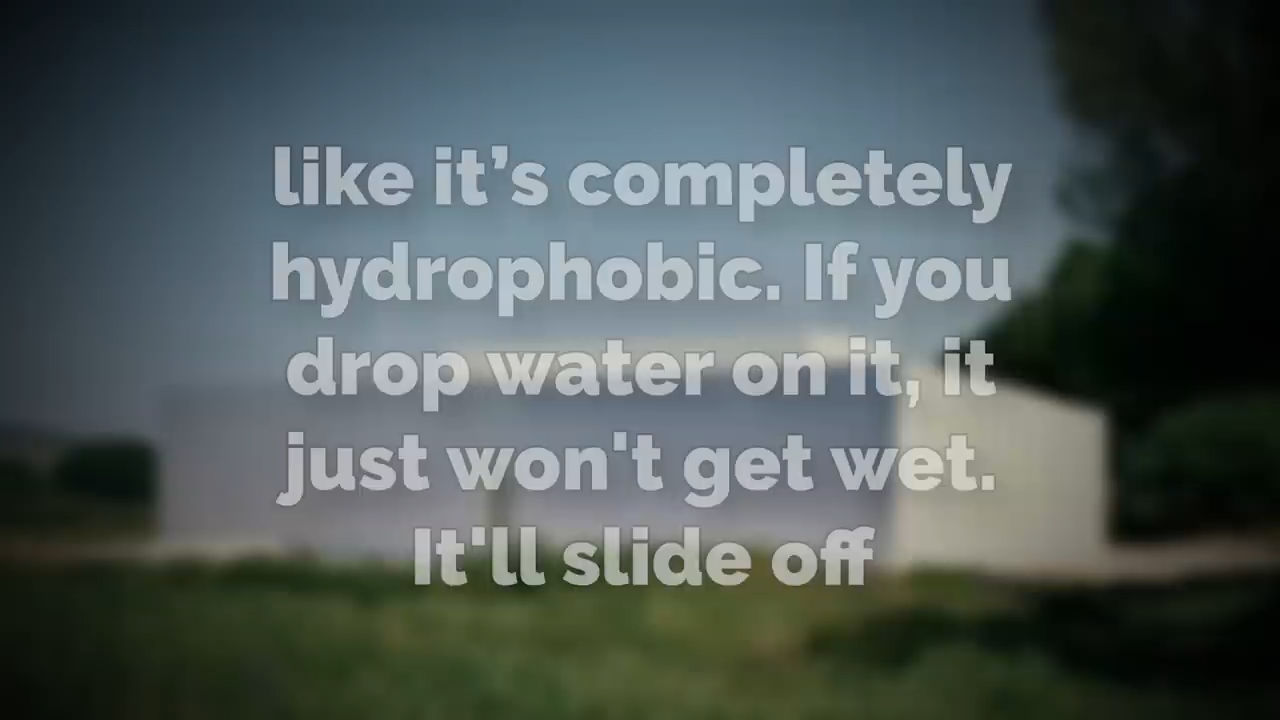 like it’s completely
hydrophobic. If you
drop water on it, it
just won't get wet.
It'll slide off